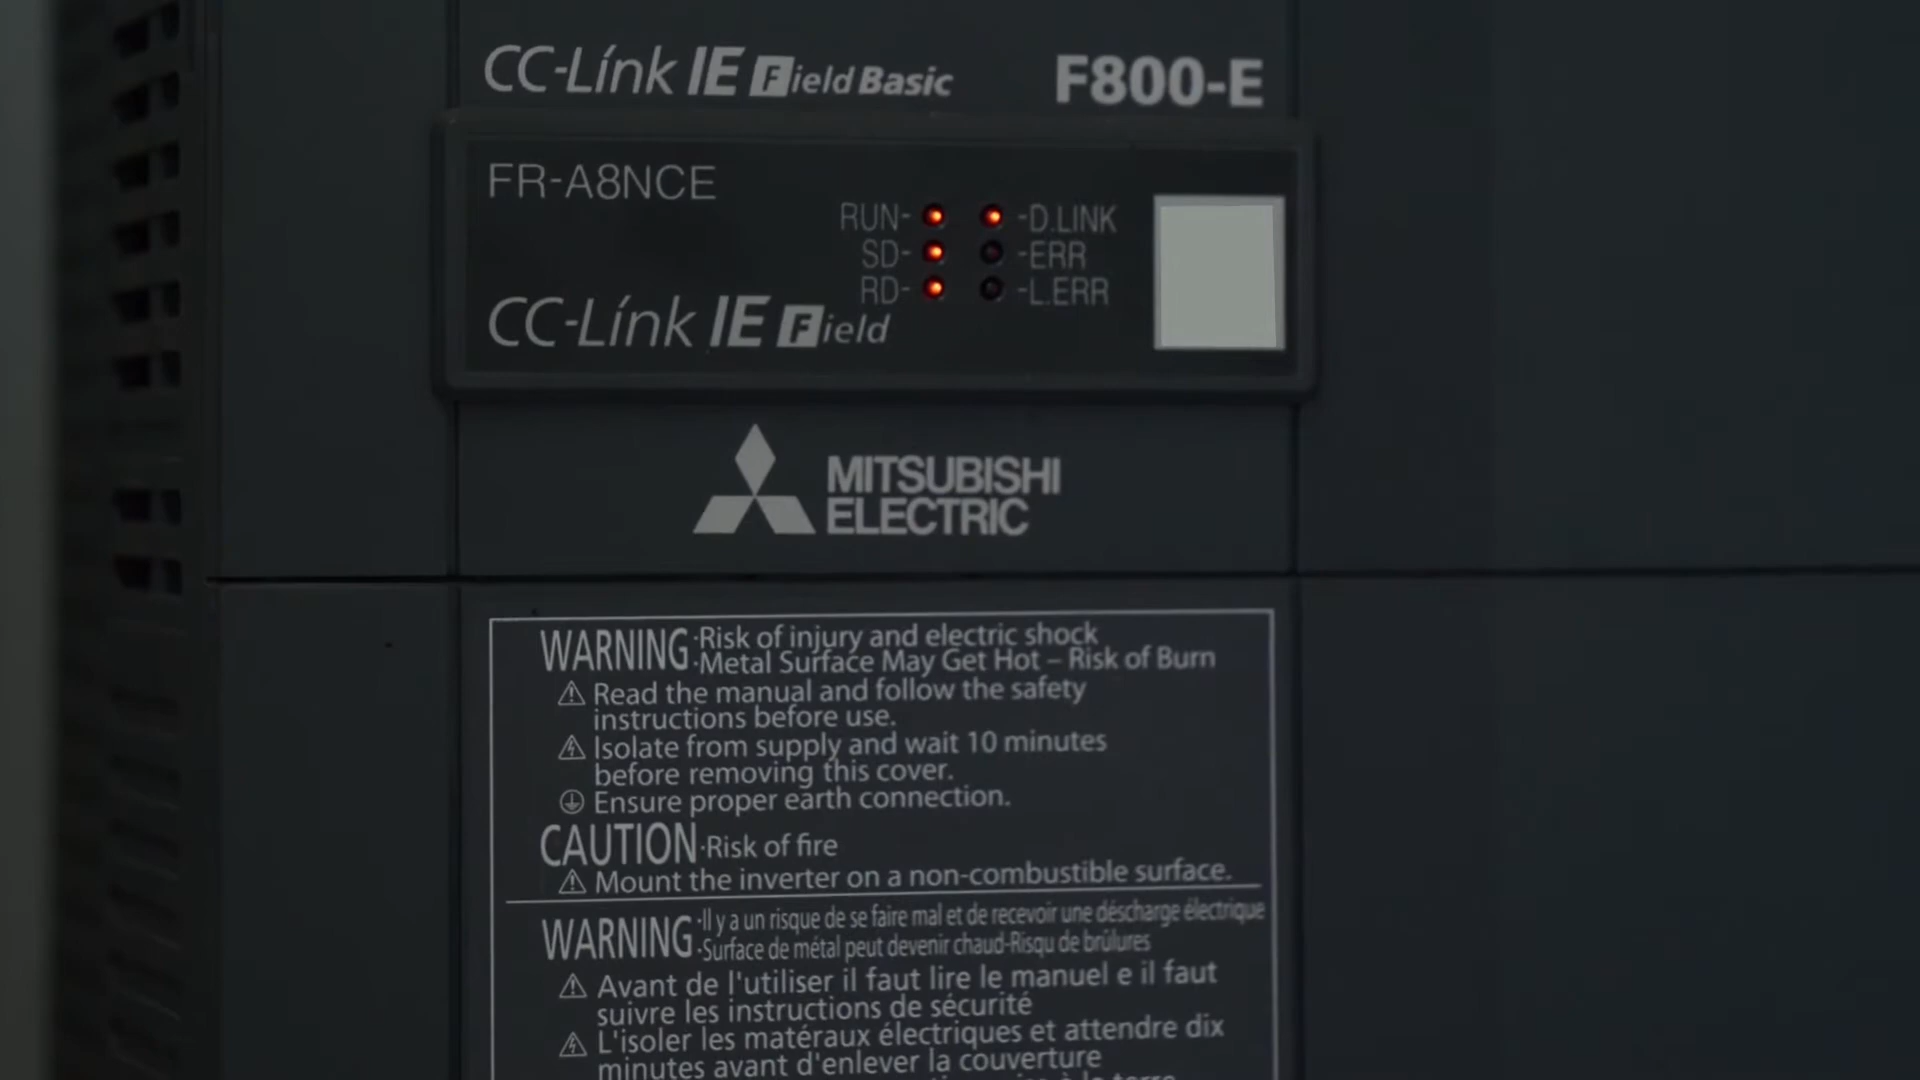 CC-Link IE Field Basic F800-E
FR-A8NCE
RUN- -D.LINK
SD- -ERR
RD- -L.ERR
CC-Link IE Field
MITSUBISHI
ELECTRIC
WARNING ·Risk of injury and electric shock
·Metal Surface May Get Hot – Risk of Burn
Read the manual and follow the safety
instructions before use.
Isolate from supply and wait 10 minutes
before removing this cover.
Ensure proper earth connection.
CAUTION ·Risk of fire
Mount the inverter on a non-combustible surface.
WARNING ·Il y a un risque de se faire mal et de recevoir une déscharge électrique
·Surface de métal peut devenir chaud-Risqu de brûlures
Avant de l'utiliser il faut lire le manuel e il faut
suivre les instructions de sécurité
L'isoler les matéraux électriques et attendre dix
minutes avant d'enlever la couverture